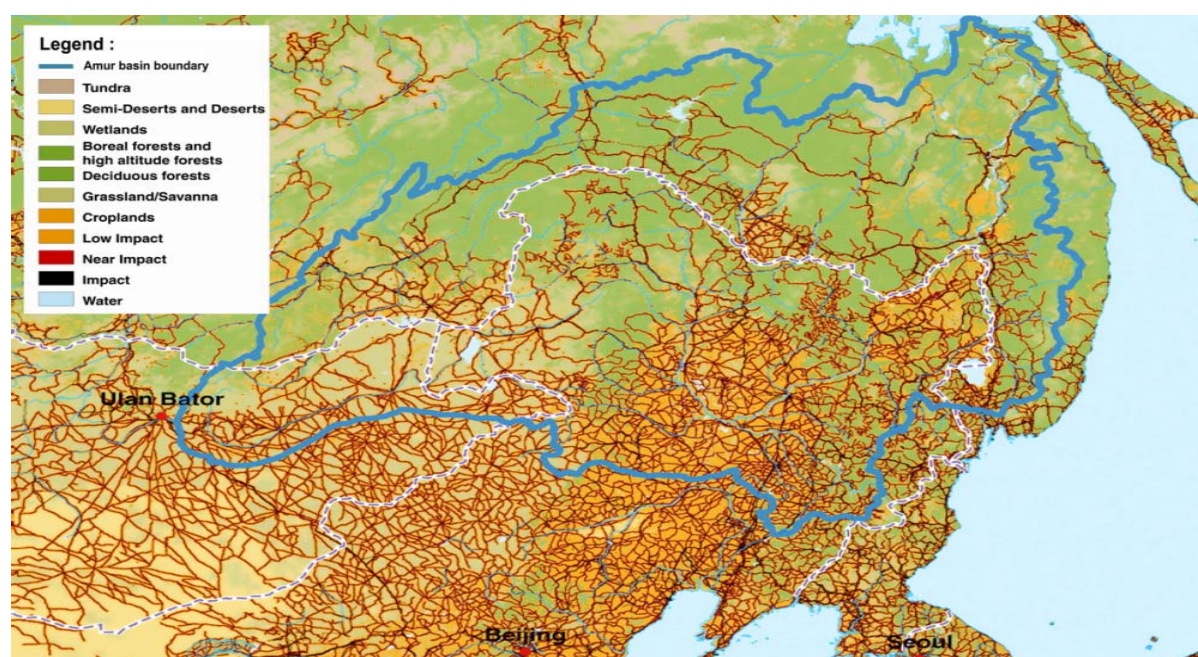 Legend :
Amur basin boundary
Tundra
Semi-Deserts and Deserts
Wetlands
Boreal forests and
high altitude forests
Deciduous forests
Grassland/Savanna
Croplands
Low Impact
Near Impact
Impact
Water
Ulan Bator
Beijing
Seoul